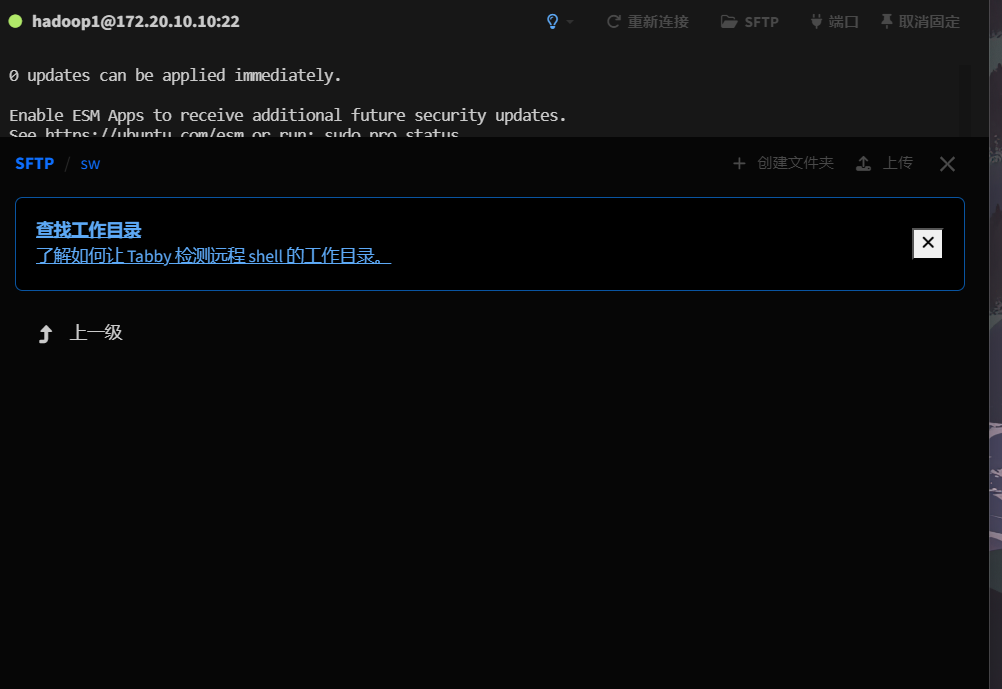 hadoop1@172.20.10.10:22
重新连接
SFTP
端口
取消固定
0 updates can be applied immediately.
Enable ESM Apps to receive additional future security updates.
See https://ubuntu.com/esm or run: sudo pro status
SFTP / sw
创建文件夹
上传
查找工作目录
了解如何让 Tabby 检测远程 shell 的工作目录。
上一级